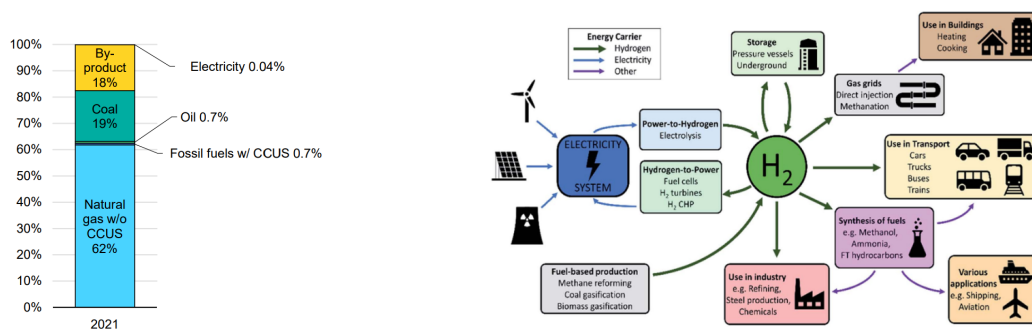 100%
90%
80%
70%
60%
50%
40%
30%
20%
10%
0%
By-
product
18%
Coal
19%
Natural
gas w/o
CCUS
62%
Electricity 0.04%
Oil 0.7%
Fossil fuels w/ CCUS 0.7%
2021
Energy Carrier
Hydrogen
Electricity
Other
Storage
Pressure vessels
Underground
Use in Buildings
Heating
Cooking
Gas grids
Direct injection
Methanation
Power-to-Hydrogen
Electrolysis
ELECTRICITY
SYSTEM
Hydrogen-to-Power
Fuel cells
H₂ turbines
H₂ CHP
H₂
Use in Transport
Cars
Trucks
Buses
Trains
Synthesis of fuels
e.g. Methanol,
Ammonia,
FT hydrocarbons
Fuel-based production
Methane reforming
Coal gasification
Biomass gasification
Use in industry
e.g. Refining,
Steel production,
Chemicals
Various
applications
e.g. Shipping,
Aviation